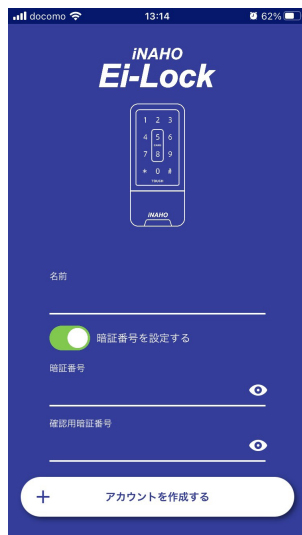 docomo 13:14 62%
iNAHO
Ei-Lock
1 2 3
4 5 6
7 8 9
* 0 #
TOUCH
iNAHO
名前
暗証番号を設定する
暗証番号
確認用暗証番号
+ アカウントを作成する